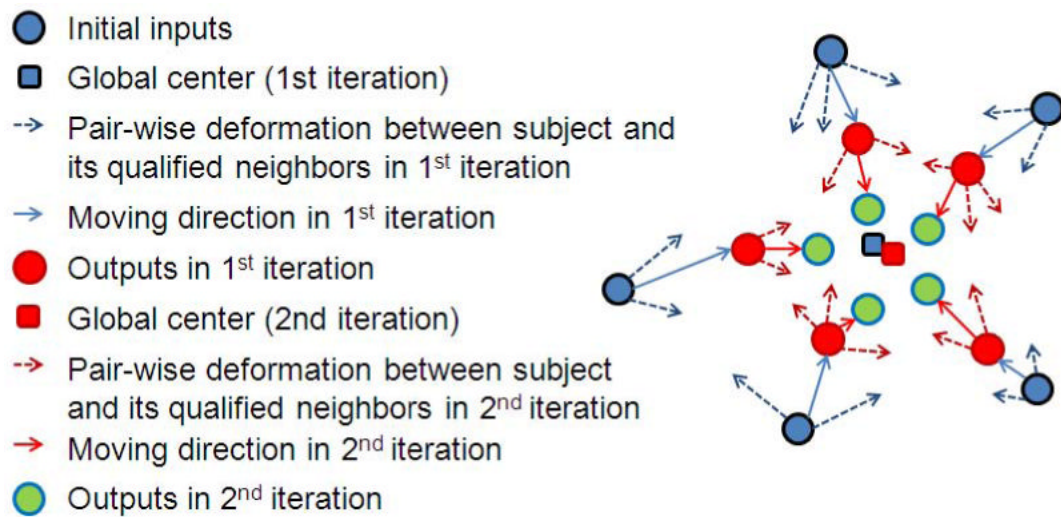 Initial inputs
Global center (1st iteration)
Pair-wise deformation between subject and
its qualified neighbors in 1st iteration
Moving direction in 1st iteration
Outputs in 1st iteration
Global center (2nd iteration)
Pair-wise deformation between subject
and its qualified neighbors in 2nd iteration
Moving direction in 2nd iteration
Outputs in 2nd iteration